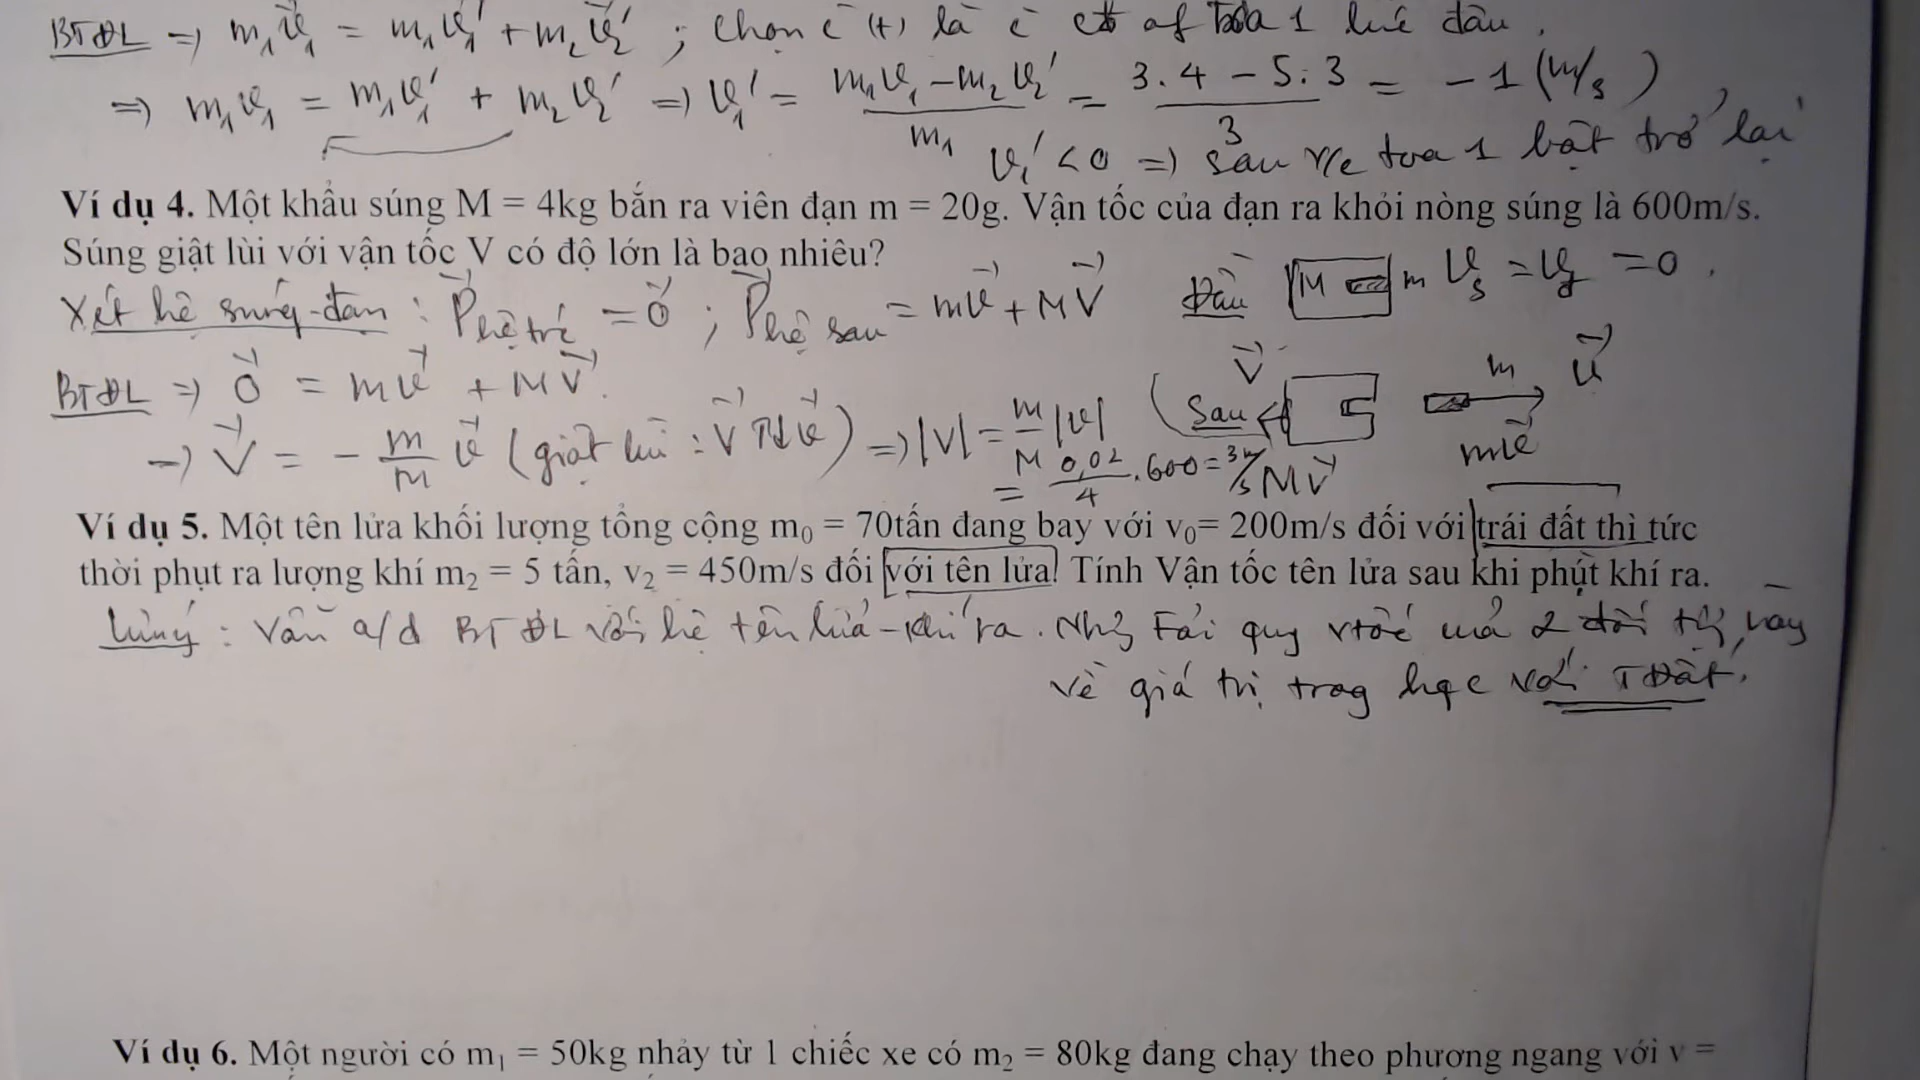 BTĐL => m₁v⃗₁ = m₁v⃗₁' + m₂v⃗₂' ; chọn c (+) là c cđ of toa 1 lúc đầu.
=> m₁v₁ = m₁v₁' + m₂v₂' => v₁' = (m₁v₁ - m₂v₂')/m₁ = (3.4 - 5.3)/3 = -1 (m/s)
v₁' < 0 => sau v/c toa 1 bật trở lại
Ví dụ 4. Một khẩu súng M = 4kg bắn ra viên đạn m = 20g. Vận tốc của đạn ra khỏi nòng súng là 600m/s.
Súng giật lùi với vận tốc V có độ lớn là bao nhiêu?
Xét hệ súng-đạn : P⃗ hệ trc = 0⃗ ; P⃗ hệ sau = mv⃗ + MV⃗ Đầu M m vₛ = vđ = 0.
BTĐL => 0⃗ = mv⃗ + MV⃗.
=> V⃗ = - m/M v⃗ (giật lùi : V⃗ ↑↓ v⃗) => |V| = m/M |v|
= 0,02/4 .600 = 3m/s
Sau V⃗ m v⃗
MV⃗ mv⃗
Ví dụ 5. Một tên lửa khối lượng tổng cộng m₀ = 70tấn đang bay với v₀= 200m/s đối với trái đất thì tức
thời phụt ra lượng khí m₂ = 5 tấn, v₂ = 450m/s đối với tên lửa. Tính Vận tốc tên lửa sau khi phụt khí ra.
Lưu ý : Vẫn a/d BTĐL với hệ tên lửa-khí ra. Nhg Fải quy vtốc của 2 đối tg này
về giá trị trog hqc với TĐất.
Ví dụ 6. Một người có m₁ = 50kg nhảy từ 1 chiếc xe có m₂ = 80kg đang chạy theo phương ngang với v =